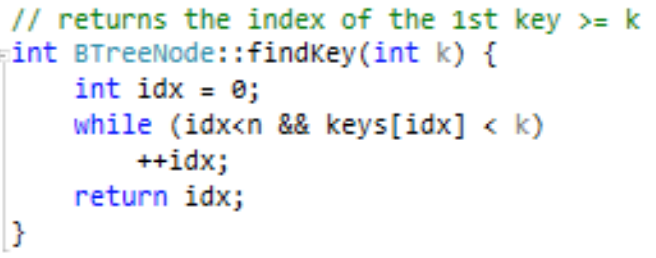 // returns the index of the 1st key >= k
int BTreeNode::findKey(int k) {
    int idx = 0;
    while (idx<n && keys[idx] < k)
        ++idx;
    return idx;
}